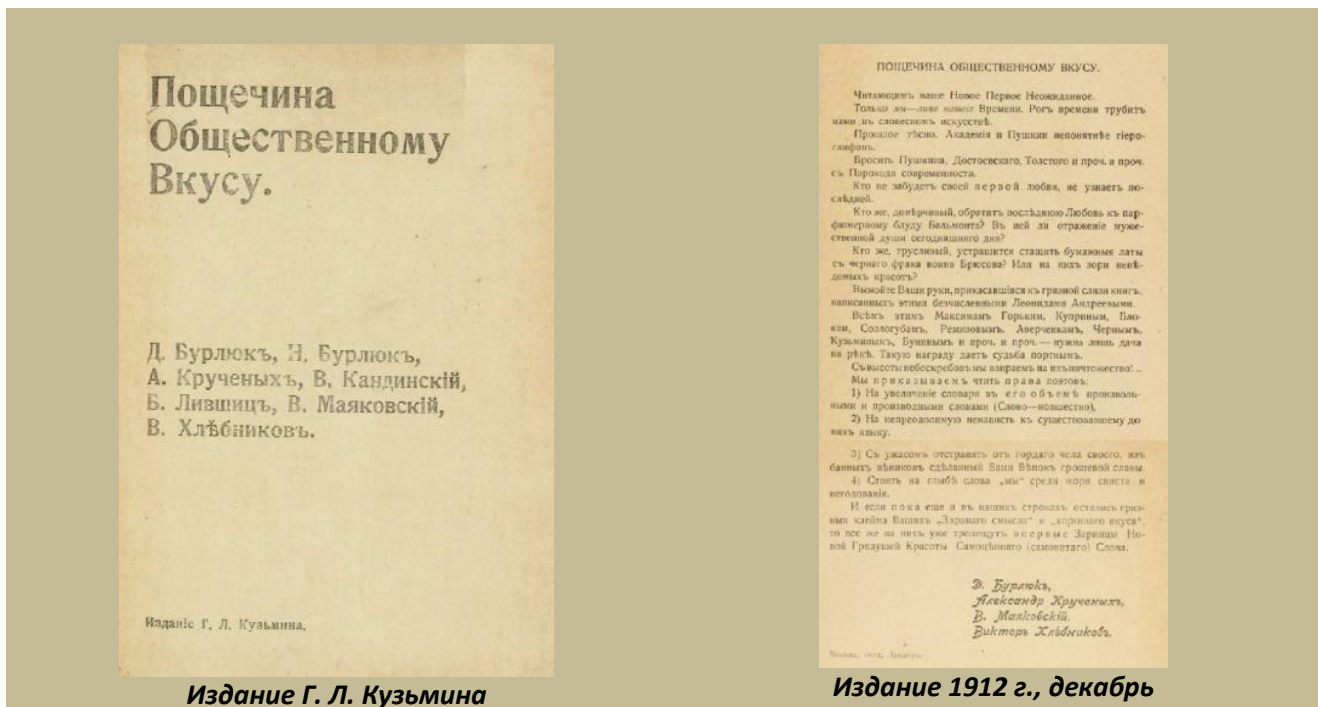 Пощечина
Общественному
Вкусу.
Д. Бурлюкъ, Н. Бурлюкъ,
А. Крученыхъ, В. Кандинскій,
Б. Лившицъ, В. Маяковскій,
В. Хлѣбниковъ.
Изданіе Г. Л. Кузьмина.
Издание Г. Л. Кузьмина
ПОЩЕЧИНА ОБЩЕСТВЕННОМУ ВКУСУ.
Читающимъ наше Новое Первое Неожиданное.
Только мы—лицо нашего Времени. Рогъ времени трубитъ
нами въ словесномъ искусствѣ.
Прошлое тѣсно. Академія и Пушкин непонятнѣе гіеро-
глифовъ.
Бросить Пушкина, Достоевскаго, Толстого и проч. и проч.
съ Парохода современности.
Кто не забудетъ своей первой любви, не узнаетъ по-
слѣдней.
Кто же, довѣрчивый, обратитъ послѣднюю Любовь къ пар-
фюмерному блуду Бальмонта? Въ ней ли отраженіе муже-
ственной души сегодняшняго дня?
Кто же, трусливый, устрашится стащить бумажныя латы
съ чернаго фрака воина Брюсова? Или на нихъ зори невѣ-
домыхъ красотъ?
Вымойте Ваши руки, прикасавшіяся къ грязной слизи книгъ,
написанныхъ этими безчисленными Леонидами Андреевыми.
Всѣмъ этимъ Максимамъ Горькимъ, Купринымъ, Бло-
камъ, Сологубамъ, Ремизовымъ, Аверченкамъ, Чернымъ,
Кузьминымъ, Бунинымъ и проч. и проч. — нужна лишь дача
на рѣкѣ. Такую награду даетъ судьба портнымъ.
Съ высоты небоскребовъ мы взираемъ на ихъ ничтожество!..
Мы приказываемъ чтить права поэтовъ:
1) На увеличеніе словаря въ его объемѣ произволь-
ными и производными словами (Слово—новшество),
2) На непреодолимую ненависть къ существовавшему до
нихъ языку.
3) Съ ужасомъ отстранять отъ гордаго чела своего, изъ
банныхъ вѣниковъ сдѣланный Вами Вѣнокъ грошевой славы.
4) Стоять на глыбѣ слова „мы“ среди моря свиста и
негодованія.
И если пока еще и въ нашихъ строкахъ остались гряз-
ныя клейма Вашихъ „Здраваго смысла“ и „хорошаго вкуса“,
то все же на нихъ уже трепещутъ впервые Зарницы Но-
вой Грядущей Красоты Самоцѣннаго (самовитаго) Слова.
Д. Бурлюкъ,
Александр Крученыхъ,
В. Маяковскій,
Викторъ Хлѣбниковъ.
Москва, 1912, Декабрь.
Издание 1912 г., декабрь